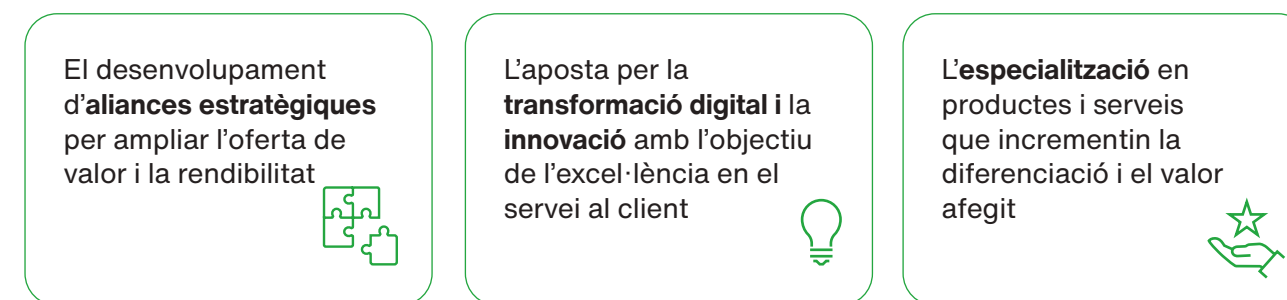 El desenvolupament
d’aliances estratègiques
per ampliar l’oferta de
valor i la rendibilitat
L’aposta per la
transformació digital i la
innovació amb l’objectiu
de l’excel·lència en el
servei al client
L’especialització en
productes i serveis
que incrementin la
diferenciació i el valor
afegit